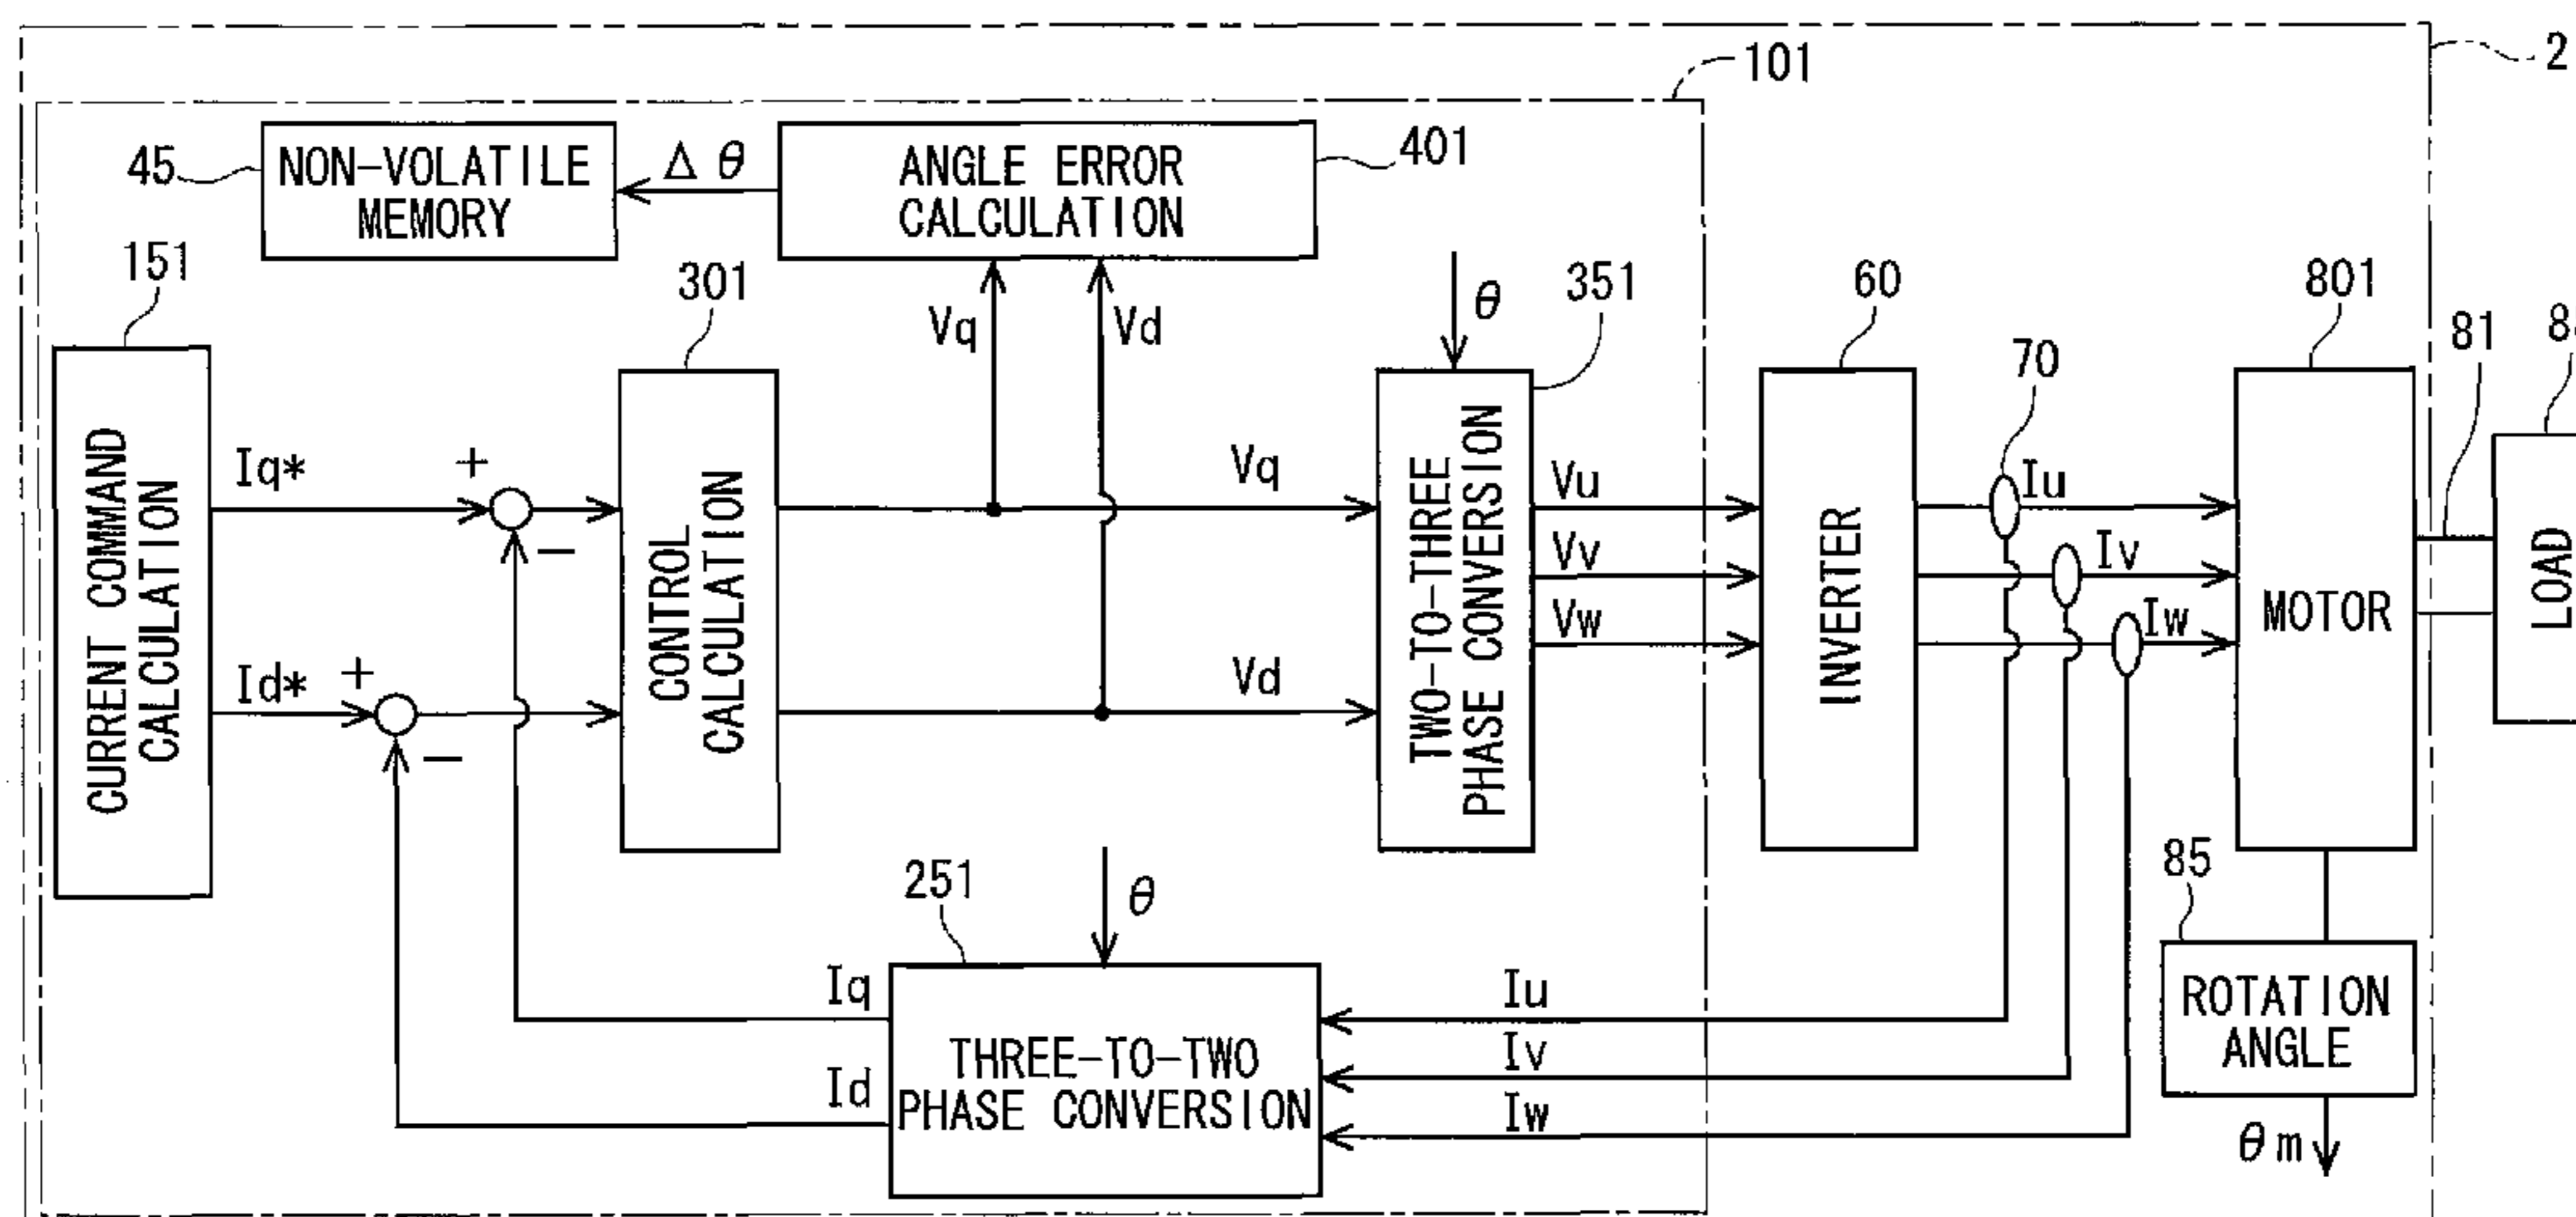 2
101
NON-VOLATILE
MEMORY
45
Δθ
ANGLE ERROR
CALCULATION
401
151
301
Vq
Vd
θ
351
60
801
70
81
8
CURRENT COMMAND
CALCULATION
Iq*
+
−
Id*
+
−
CONTROL
CALCULATION
Vq
Vd
TWO-TO-THREE
PHASE CONVERSION
Vu
Vv
Vw
INVERTER
Iu
Iv
Iw
MOTOR
LOAD
251
θ
85
Iq
Id
THREE-TO-TWO
PHASE CONVERSION
Iu
Iv
Iw
ROTATION
ANGLE
θm